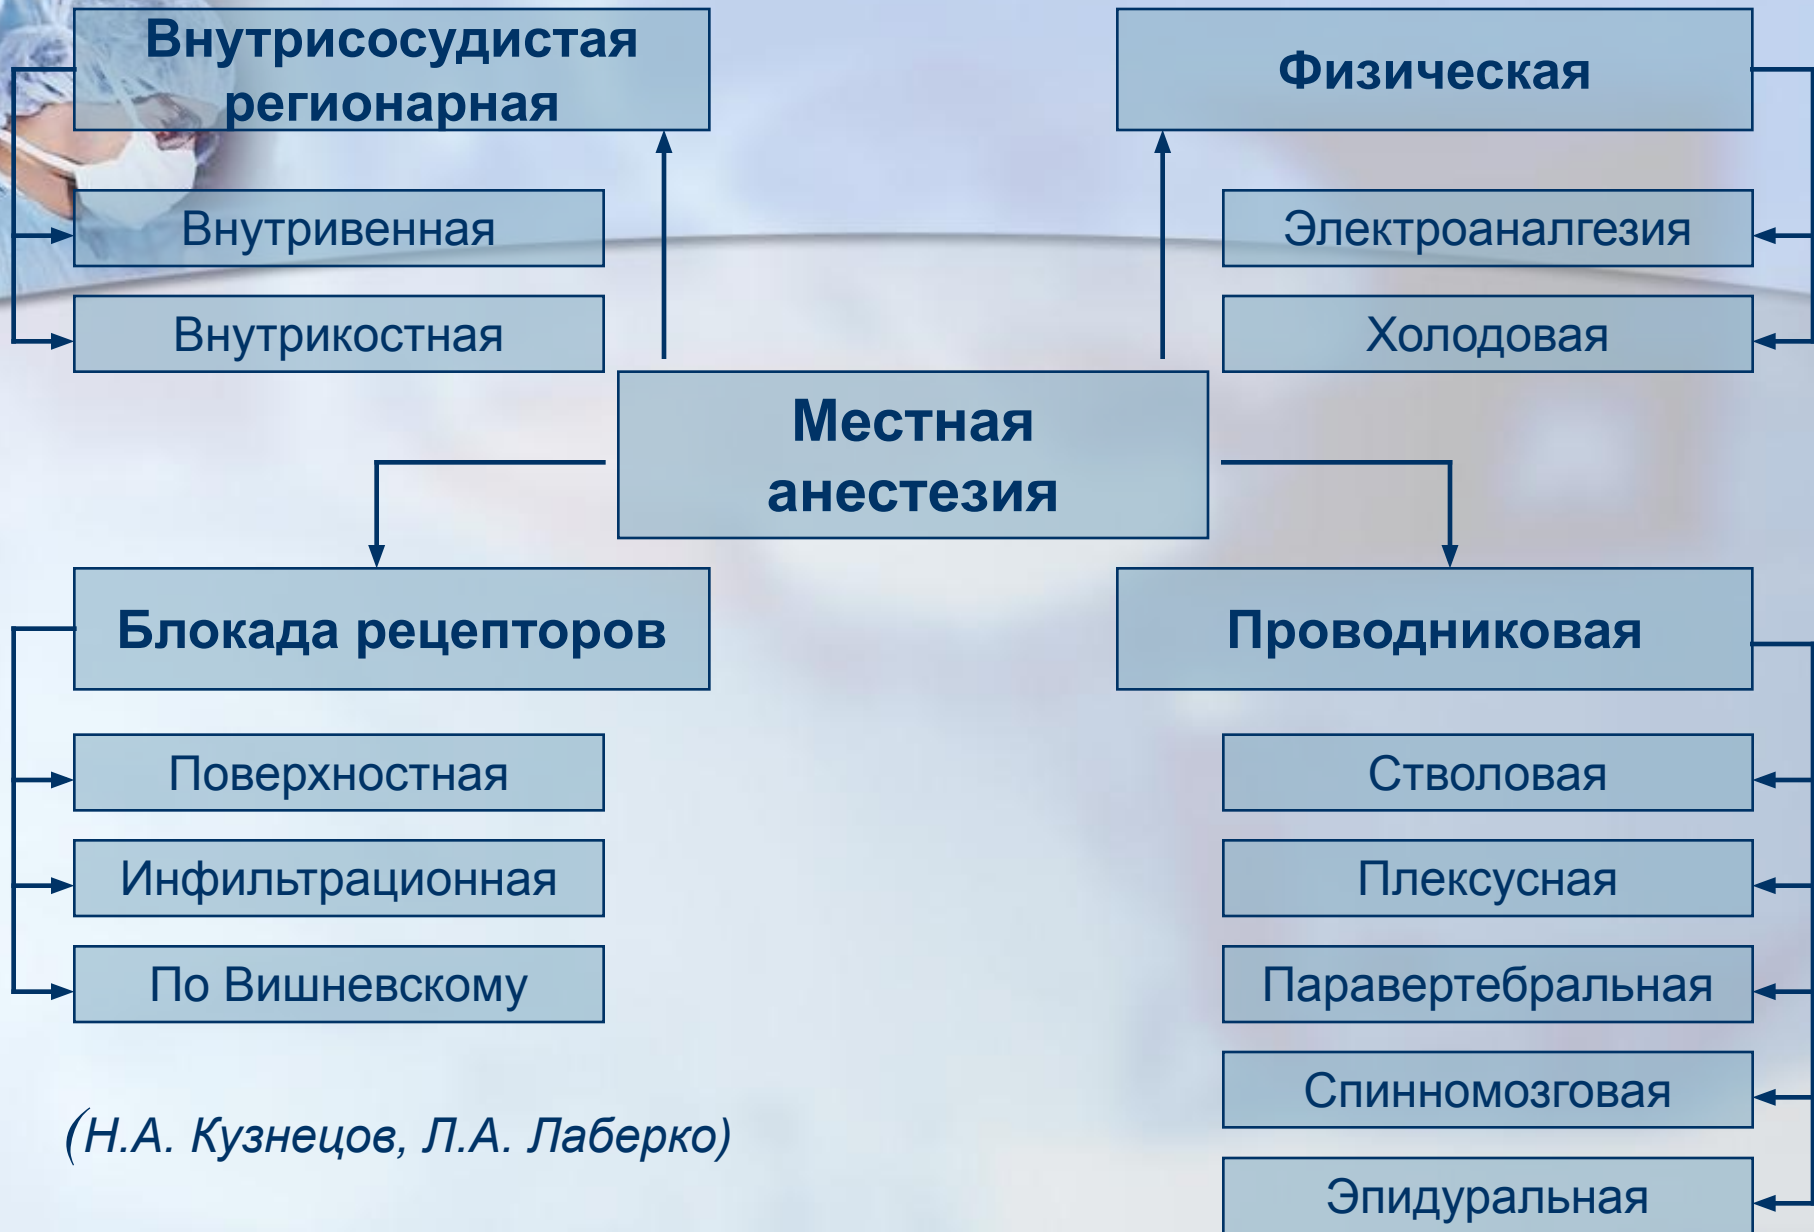 Внутрисосудистая
регионарная
Внутривенная
Внутрикостная
Физическая
Электроаналгезия
Холодовая
Местная
анестезия
Блокада рецепторов
Поверхностная
Инфильтрационная
По Вишневскому
Проводниковая
Стволовая
Плексусная
Паравертебральная
Спинномозговая
Эпидуральная
(Н.А. Кузнецов, Л.А. Лаберко)